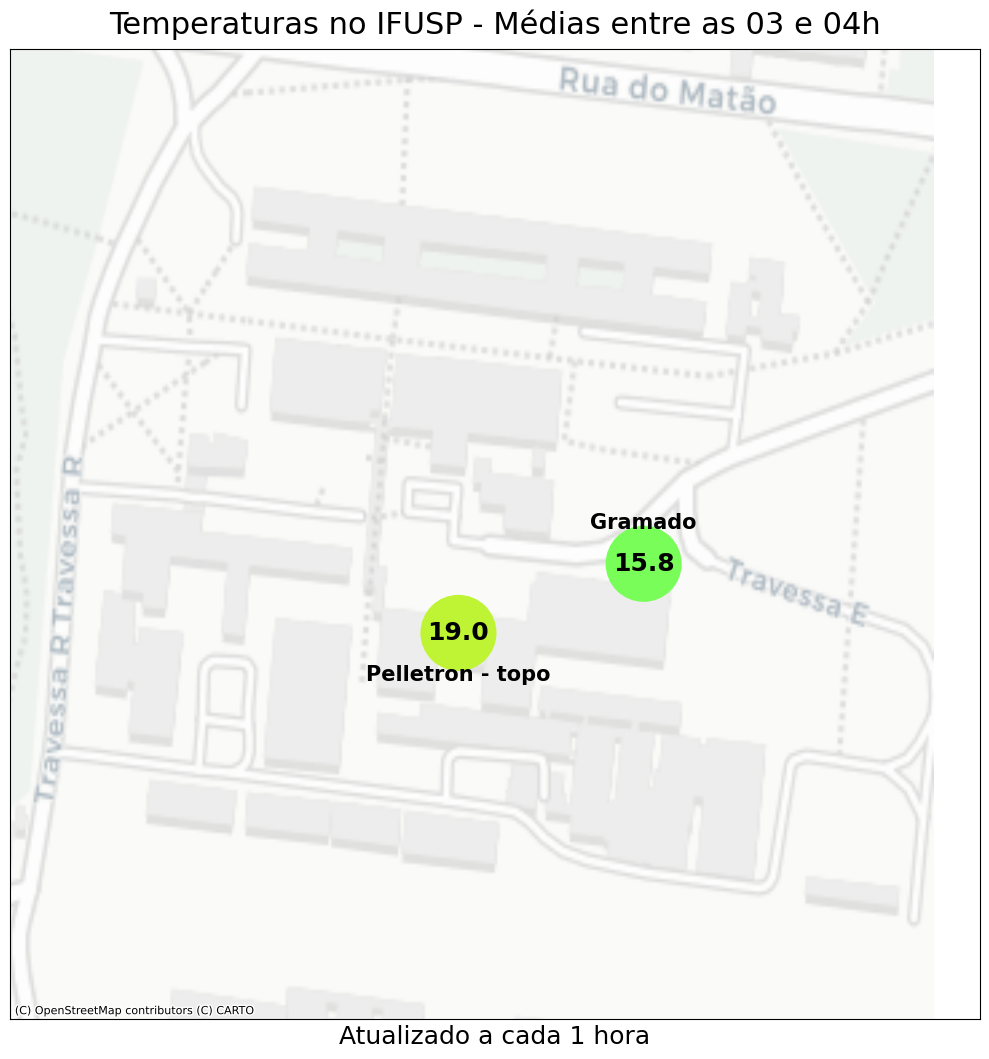 Temperaturas no IFUSP - Médias entre as 03 e 04h
Rua do Matão
Travessa R
Travessa R
Gramado
15.8
Travessa E
19.0
Pelletron - topo
(C) OpenStreetMap contributors (C) CARTO
Atualizado a cada 1 hora